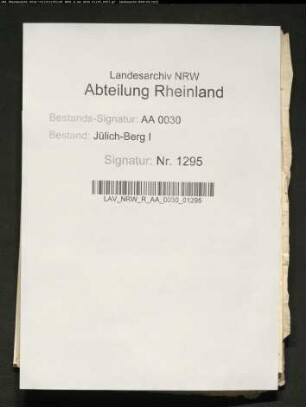 Landesarchiv NRW
Abteilung Rheinland
Bestands-Signatur: AA 0030
Bestand: Jülich-Berg I
Signatur: Nr. 1295
LAV_NRW_R_AA_0030_01295